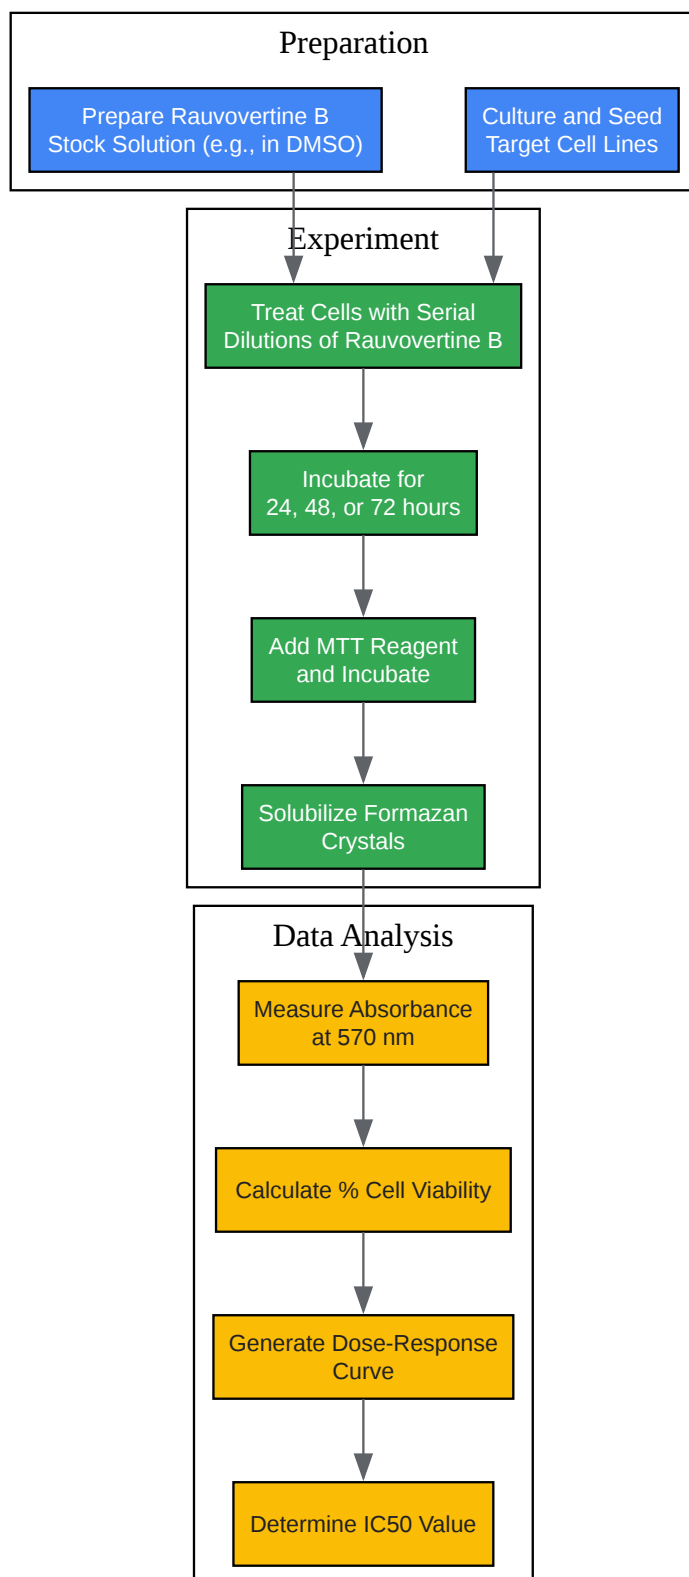 Preparation
Prepare Rauvovertine B
Stock Solution (e.g., in DMSO)
Culture and Seed
Target Cell Lines
Experiment
Treat Cells with Serial
Dilutions of Rauvovertine B
Incubate for
24, 48, or 72 hours
Add MTT Reagent
and Incubate
Solubilize Formazan
Crystals
Data Analysis
Measure Absorbance
at 570 nm
Calculate % Cell Viability
Generate Dose-Response
Curve
Determine IC50 Value